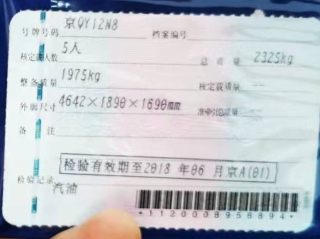 号牌号码 京QY12N8 档案编号
核定载人数 5人 总质量 2325kg
整备质量 1975kg 核定载质量
外廓尺寸 4642×1890×1690mm 准牵引总质量
备注
检验有效期至2018年06月京A(01)
检验记录
汽油